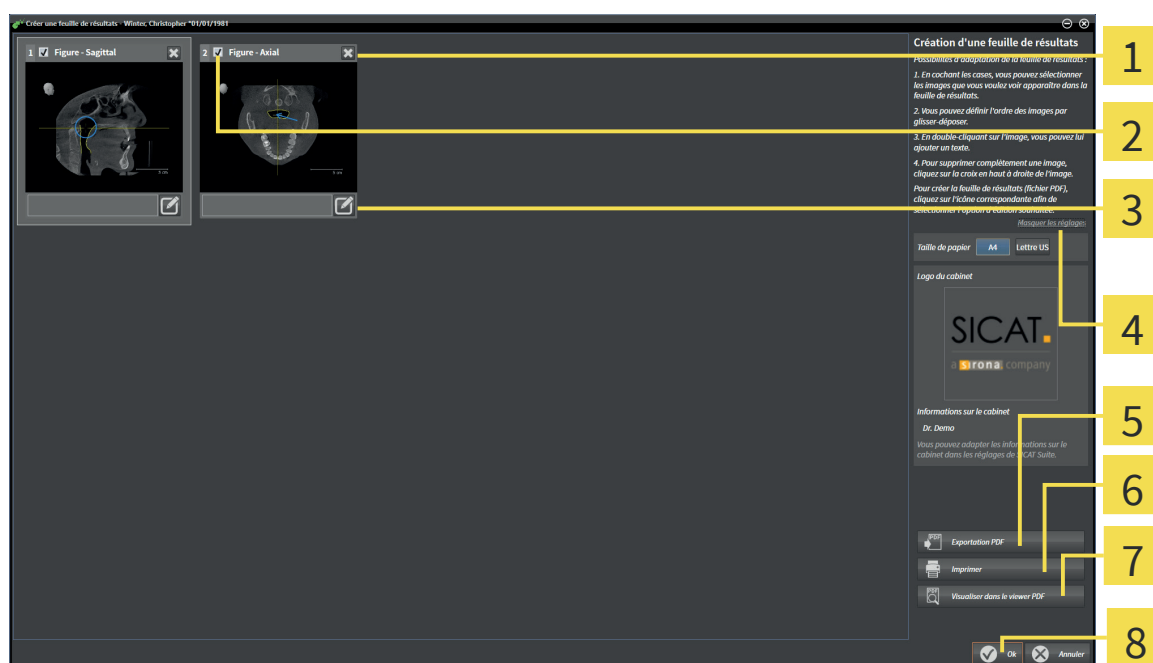 Créer une feuille de résultats - Winter, Christopher *01/01/1981
1 Figure - Sagittal
2 Figure - Axial
5 cm
5 cm
Création d'une feuille de résultats
Possibilités d'adaptation de la feuille de résultats :
1. En cochant les cases, vous pouvez sélectionner
les images que vous voulez voir apparaître dans la
feuille de résultats.
2. Vous pouvez définir l'ordre des images par
glisser-déposer.
3. En double-cliquant sur l'image, vous pouvez lui
ajouter un texte.
4. Pour supprimer complètement une image,
cliquez sur la croix en haut à droite de l'image.
Pour créer la feuille de résultats (fichier PDF),
cliquez sur l'icône correspondante afin de
sélectionner l'option d'édition souhaitée.
Masquer les réglages
Taille de papier A4 Lettre US
Logo du cabinet
SICAT.
a sirona. company
Informations sur le cabinet
Dr. Demo
Vous pouvez adapter les informations sur le
cabinet dans les réglages de SICAT Suite.
PDF Exportation PDF
Imprimer
PDF Visualiser dans le viewer PDF
Ok Annuler
1
2
3
4
5
6
7
8